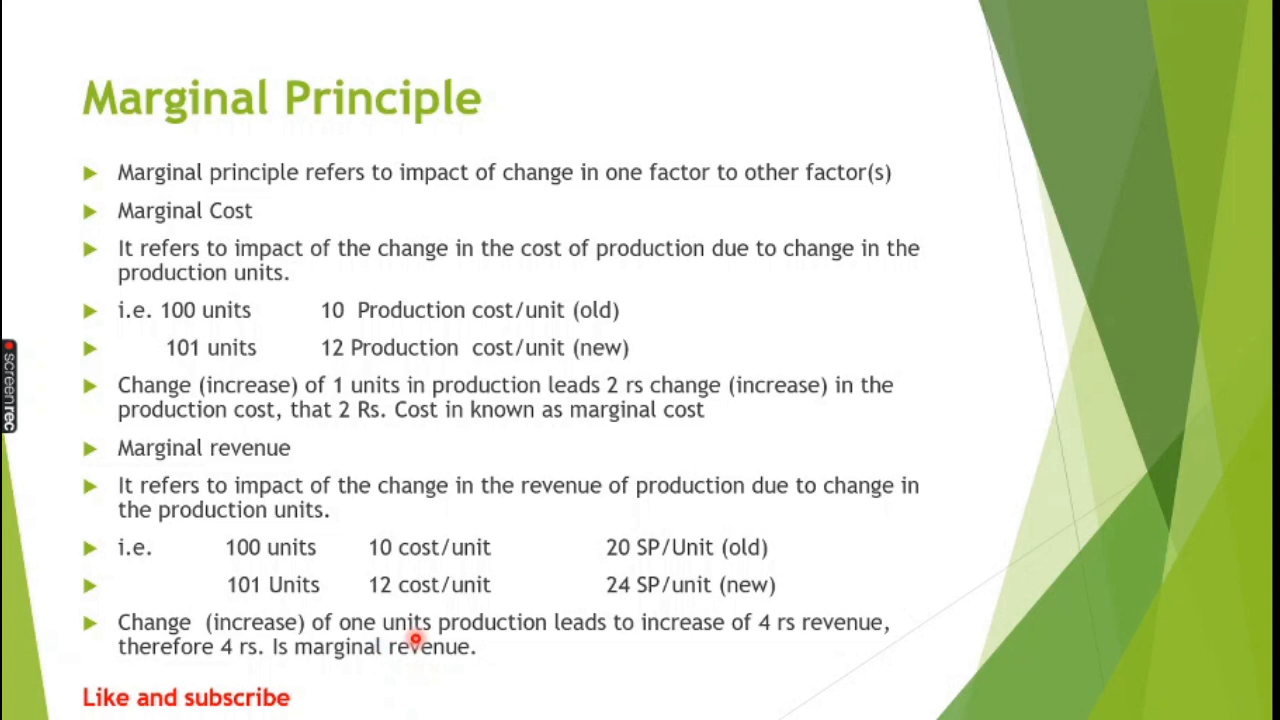 Marginal Principle
Marginal principle refers to impact of change in one factor to other factor(s)
Marginal Cost
It refers to impact of the change in the cost of production due to change in the
production units.
i.e. 100 units 10 Production cost/unit (old)
101 units 12 Production cost/unit (new)
Change (increase) of 1 units in production leads 2 rs change (increase) in the
production cost, that 2 Rs. Cost in known as marginal cost
Marginal revenue
It refers to impact of the change in the revenue of production due to change in
the production units.
i.e. 100 units 10 cost/unit 20 SP/Unit (old)
101 Units 12 cost/unit 24 SP/unit (new)
Change (increase) of one units production leads to increase of 4 rs revenue,
therefore 4 rs. Is marginal revenue.
Like and subscribe
screenrec